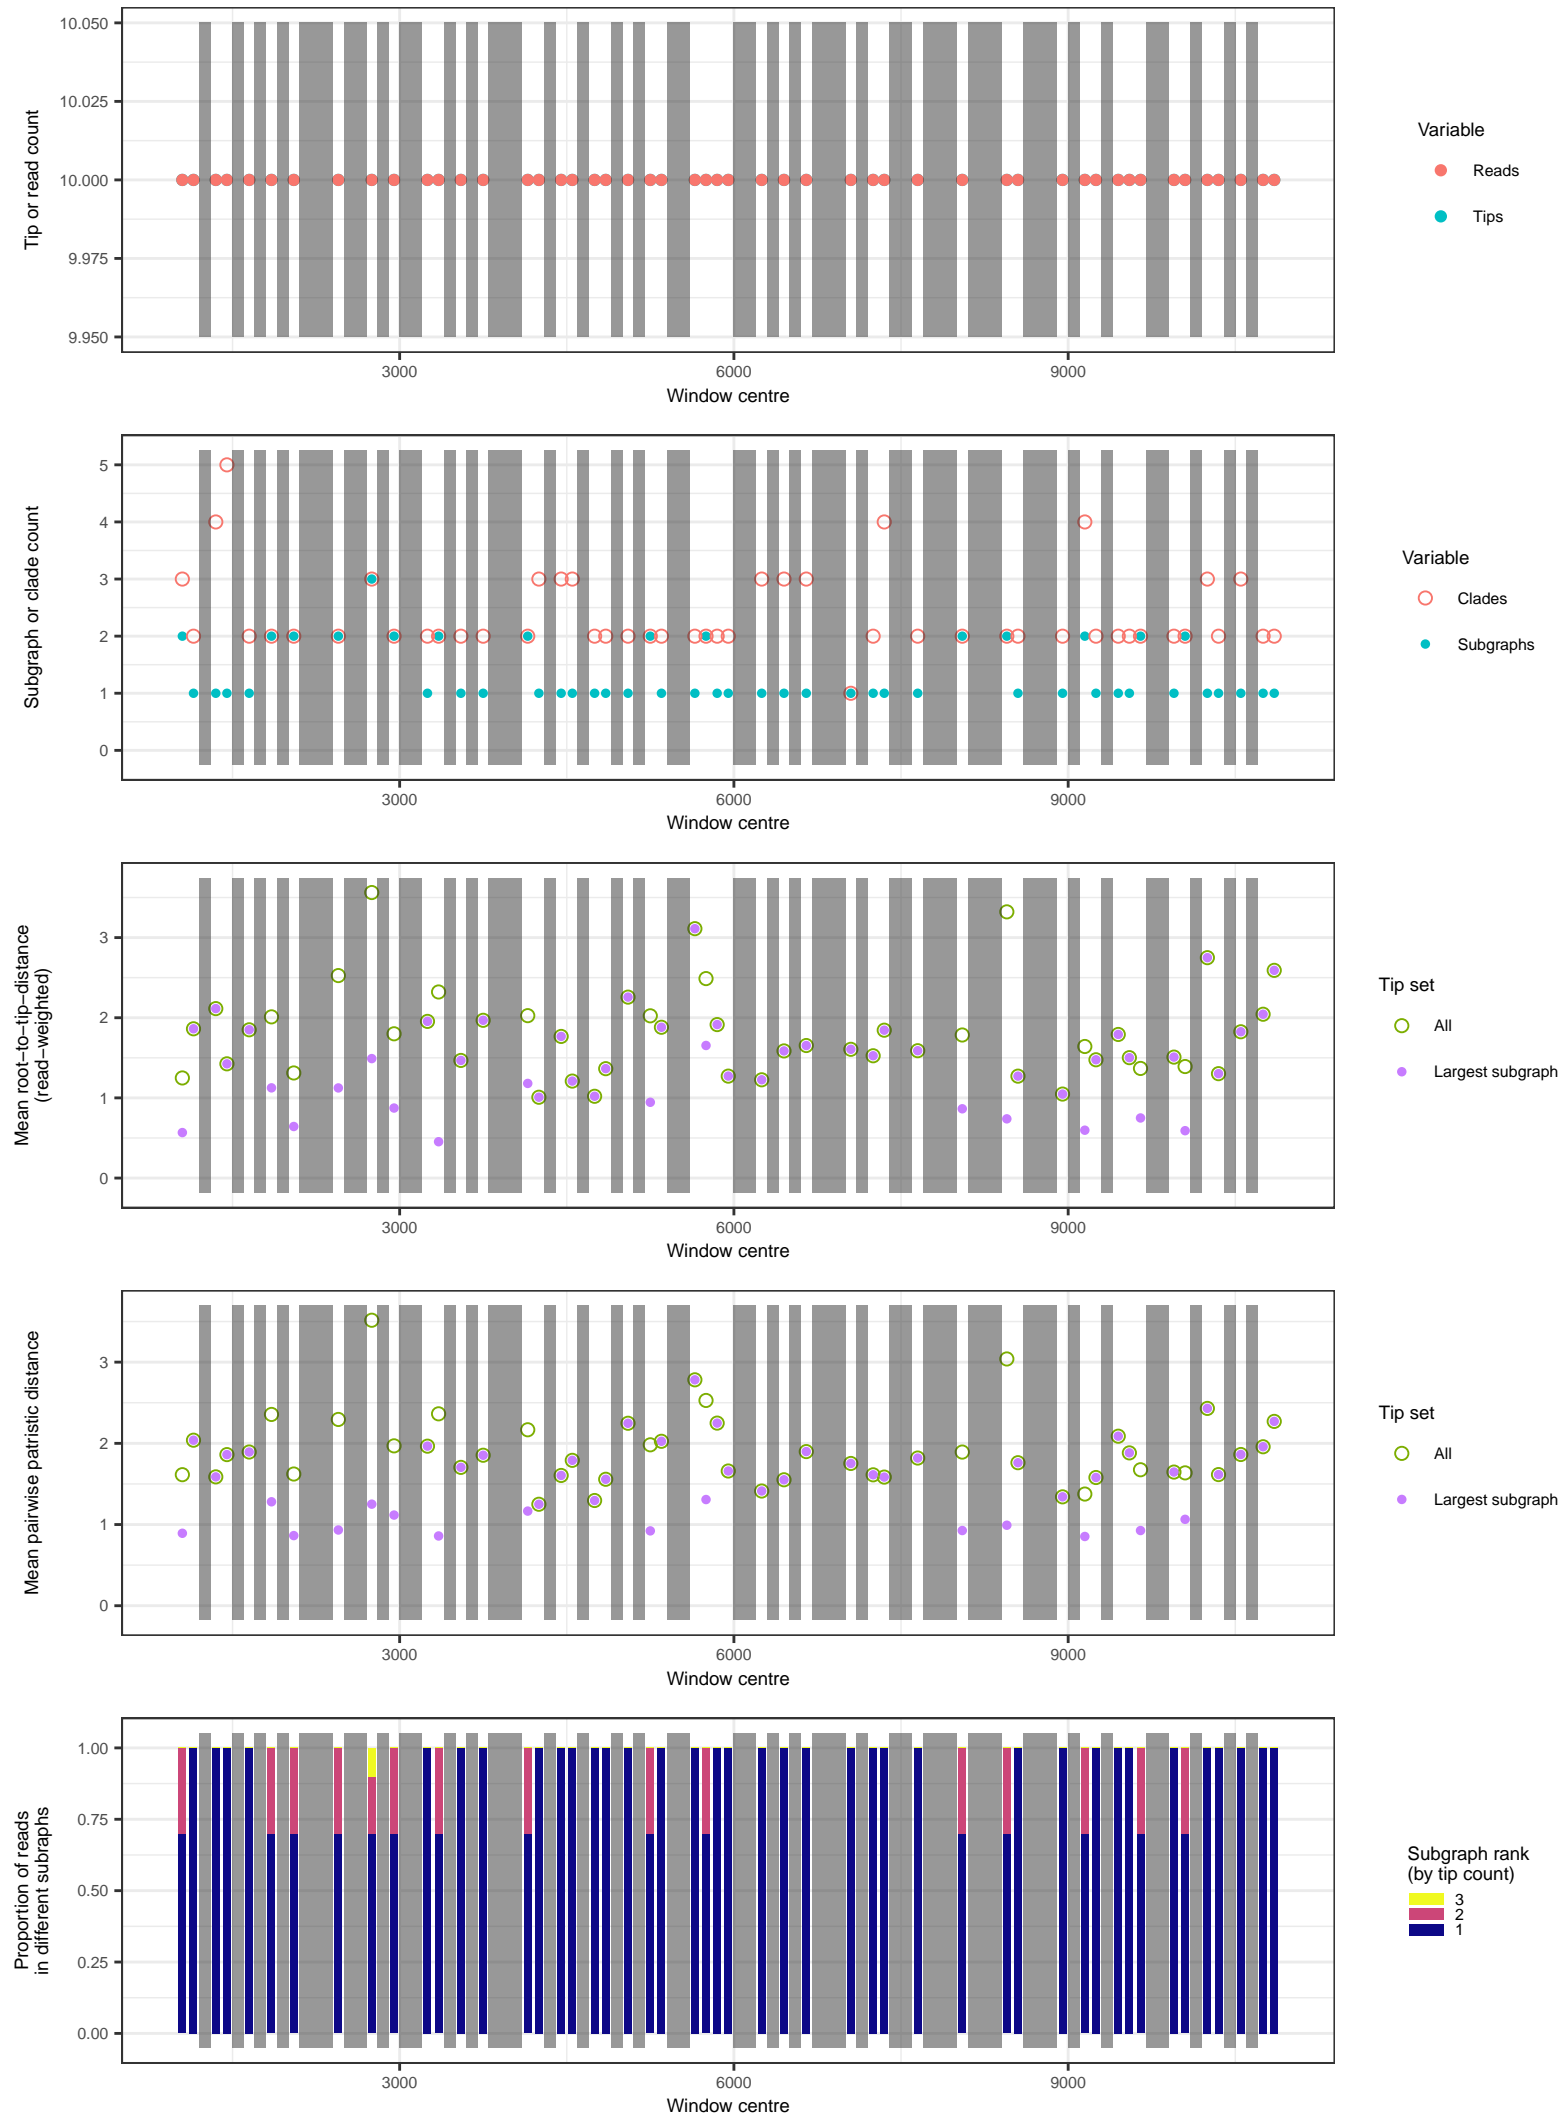 10.050
10.025
10.000
9.975
9.950
Tip or read count
3000 6000 9000
Window centre
Variable
Reads
Tips
5
4
3
2
1
0
Subgraph or clade count
3000 6000 9000
Window centre
Variable
Clades
Subgraphs
3
2
1
0
Mean root−to−tip−distance
(read−weighted)
3000 6000 9000
Window centre
Tip set
All
Largest subgraph
3
2
1
0
Mean pairwise patristic distance
3000 6000 9000
Window centre
Tip set
All
Largest subgraph
1.00
0.75
0.50
0.25
0.00
Proportion of reads
in different subraphs
3000 6000 9000
Window centre
Subgraph rank
(by tip count)
3
2
1